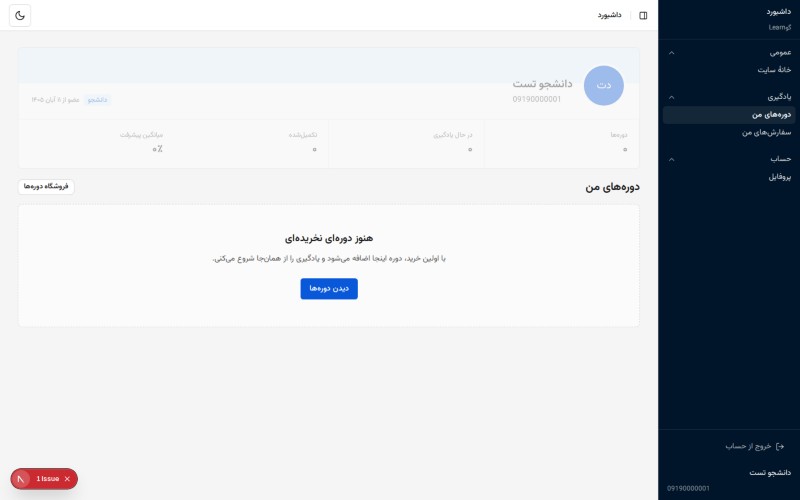 داشبورد
عمومی
خانهٔ سایت
یادگیری
دوره‌های من
سفارش‌های من
حساب
پروفایل
خروج از حساب
دانشجو تست
09190000001
داشبورد
دانشجو تست
دت
09190000001
دانشجو
عضو از ۷ آبان ۱۴۰۵
دوره‌ها
۰
در حال یادگیری
۰
تکمیل‌شده
۰
میانگین پیشرفت
۰٪
دوره‌های من
فروشگاه دوره‌ها
هنوز دوره‌ای نخریده‌ای
با اولین خرید، دوره اینجا اضافه می‌شود و یادگیری را از همان‌جا شروع می‌کنی.
دیدن دوره‌ها
1 Issue